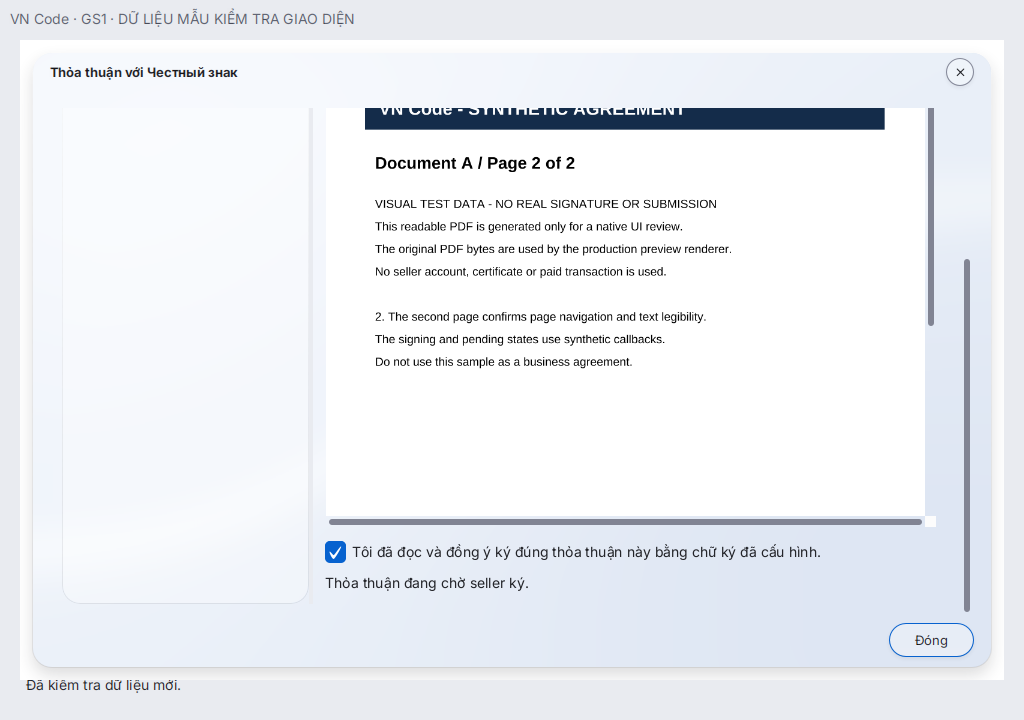 VN Code · GS1 · DỮ LIỆU MẪU KIỂM TRA GIAO DIỆN
Thỏa thuận với Честный знак
VN Code - SYNTHETIC AGREEMENT
Document A / Page 2 of 2
VISUAL TEST DATA - NO REAL SIGNATURE OR SUBMISSION
This readable PDF is generated only for a native UI review.
The original PDF bytes are used by the production preview renderer.
No seller account, certificate or paid transaction is used.
2. The second page confirms page navigation and text legibility.
The signing and pending states use synthetic callbacks.
Do not use this sample as a business agreement.
Tôi đã đọc và đồng ý ký đúng thỏa thuận này bằng chữ ký đã cấu hình.
Thỏa thuận đang chờ seller ký.
Đóng
Đã kiểm tra dữ liệu mới.